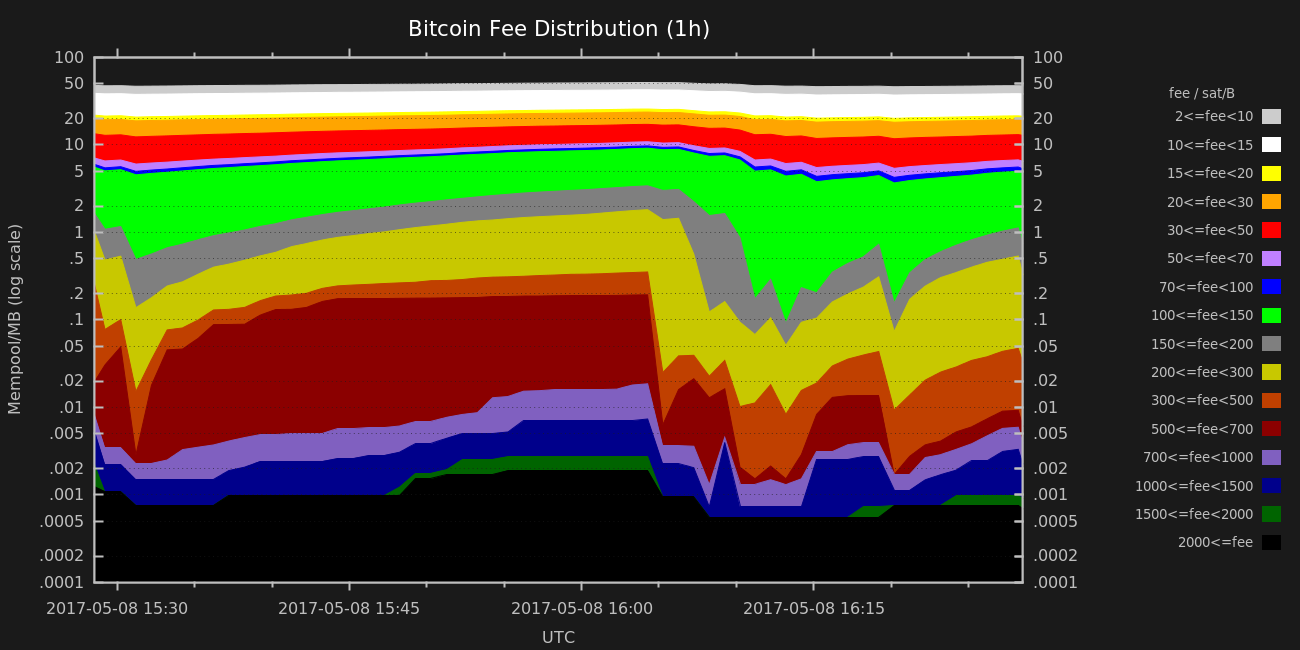 Bitcoin Fee Distribution (1h)
Mempool/MB (log scale)
100
50
20
10
5
2
1
.5
.2
.1
.05
.02
.01
.005
.002
.001
.0005
.0002
.0001
100
50
20
10
5
2
1
.5
.2
.1
.05
.02
.01
.005
.002
.001
.0005
.0002
.0001
2017-05-08 15:30
2017-05-08 15:45
2017-05-08 16:00
2017-05-08 16:15
UTC
fee / sat/B
2<=fee<10
10<=fee<15
15<=fee<20
20<=fee<30
30<=fee<50
50<=fee<70
70<=fee<100
100<=fee<150
150<=fee<200
200<=fee<300
300<=fee<500
500<=fee<700
700<=fee<1000
1000<=fee<1500
1500<=fee<2000
2000<=fee